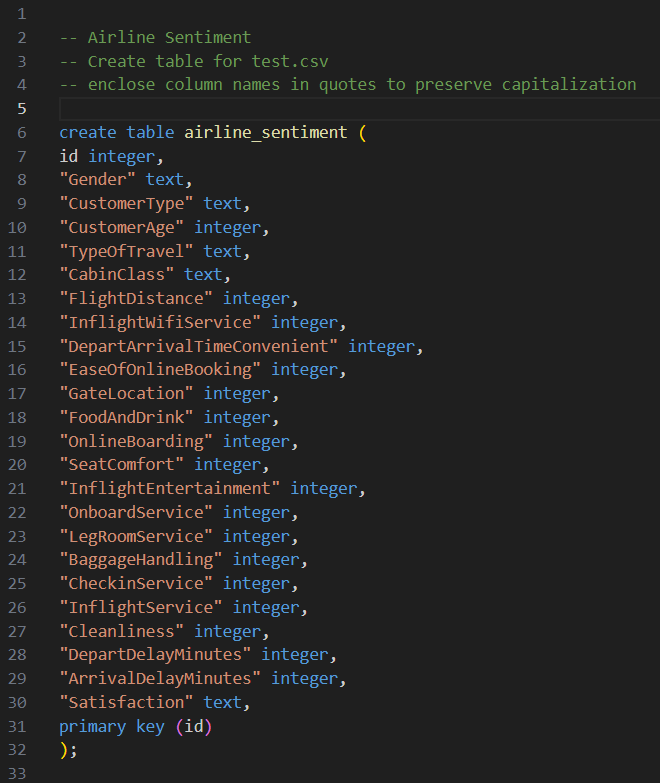 1
2 -- Airline Sentiment
3 -- Create table for test.csv
4 -- enclose column names in quotes to preserve capitalization
5
6 create table airline_sentiment (
7 id integer,
8 "Gender" text,
9 "CustomerType" text,
10 "CustomerAge" integer,
11 "TypeOfTravel" text,
12 "CabinClass" text,
13 "FlightDistance" integer,
14 "InflightWifiService" integer,
15 "DepartArrivalTimeConvenient" integer,
16 "EaseOfOnlineBooking" integer,
17 "GateLocation" integer,
18 "FoodAndDrink" integer,
19 "OnlineBoarding" integer,
20 "SeatComfort" integer,
21 "InflightEntertainment" integer,
22 "OnboardService" integer,
23 "LegRoomService" integer,
24 "BaggageHandling" integer,
25 "CheckinService" integer,
26 "InflightService" integer,
27 "Cleanliness" integer,
28 "DepartDelayMinutes" integer,
29 "ArrivalDelayMinutes" integer,
30 "Satisfaction" text,
31 primary key (id)
32 );
33